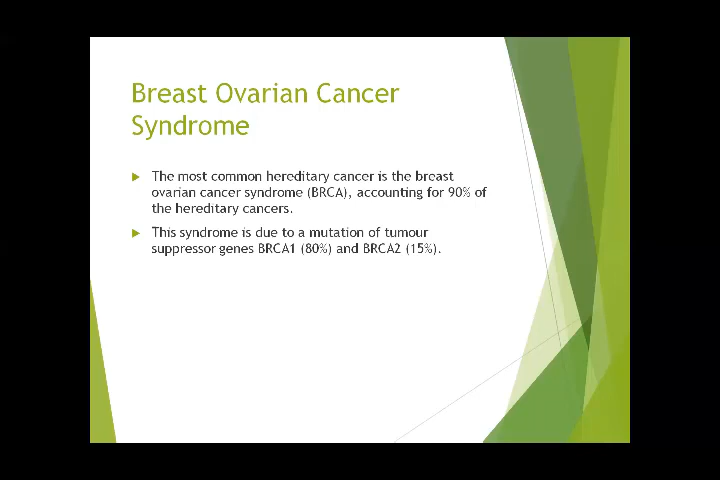 Breast Ovarian Cancer
Syndrome
The most common hereditary cancer is the breast
ovarian cancer syndrome (BRCA), accounting for 90% of
the hereditary cancers.
This syndrome is due to a mutation of tumour
suppressor genes BRCA1 (80%) and BRCA2 (15%).